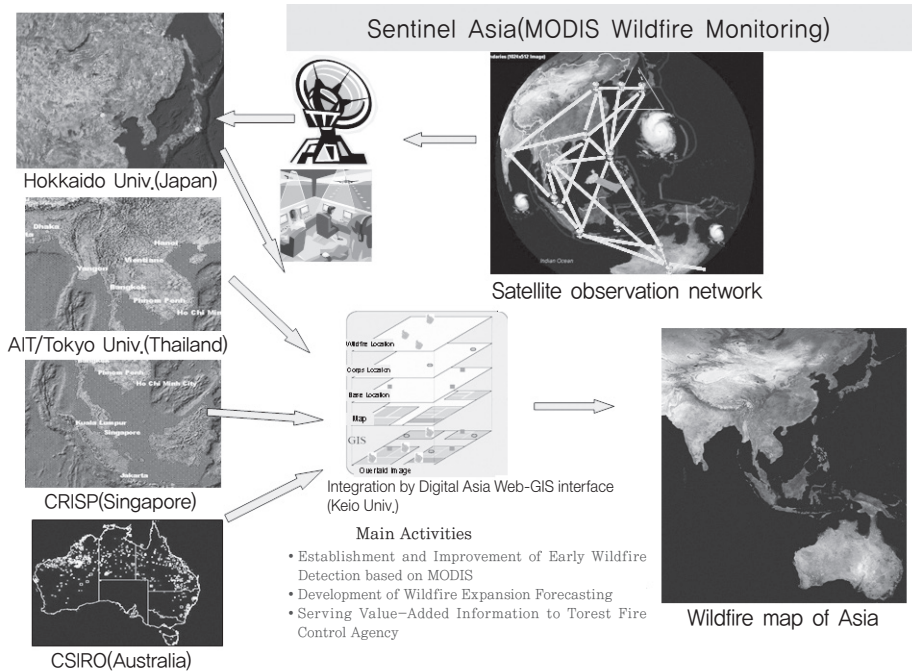 Sentinel Asia(MODIS Wildfire Monitoring)
Hokkaido Univ.(Japan)
Indian Ocean
Satellite observation network
Dhaka
Hanoi
Yangon
Vientiane
Bangkok
Phnom Penh
Ho Chi Min
AIT/Tokyo Univ.(Thailand)
Phnom Penh
Ho Chi Minh City
Kuala Lumpur
Singapore
Jakarta
CRISP(Singapore)
Wildfire Location
Corps Location
Base Location
Map
GIS
Overlaid Image
Integration by Digital Asia Web-GIS interface
(Keio Univ.)
Main Activities
• Establishment and Improvement of Early Wildfire
Detection based on MODIS
• Development of Wildfire Expansion Forecasting
• Serving Value-Added Information to Torest Fire
Control Agency
CSIRO(Australia)
Wildfire map of Asia